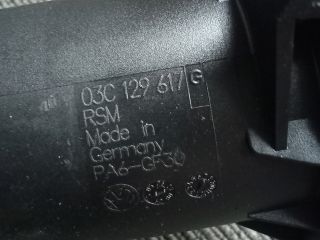 03C 129 617 G
RSM
Made in
Germany
PA6-GF30